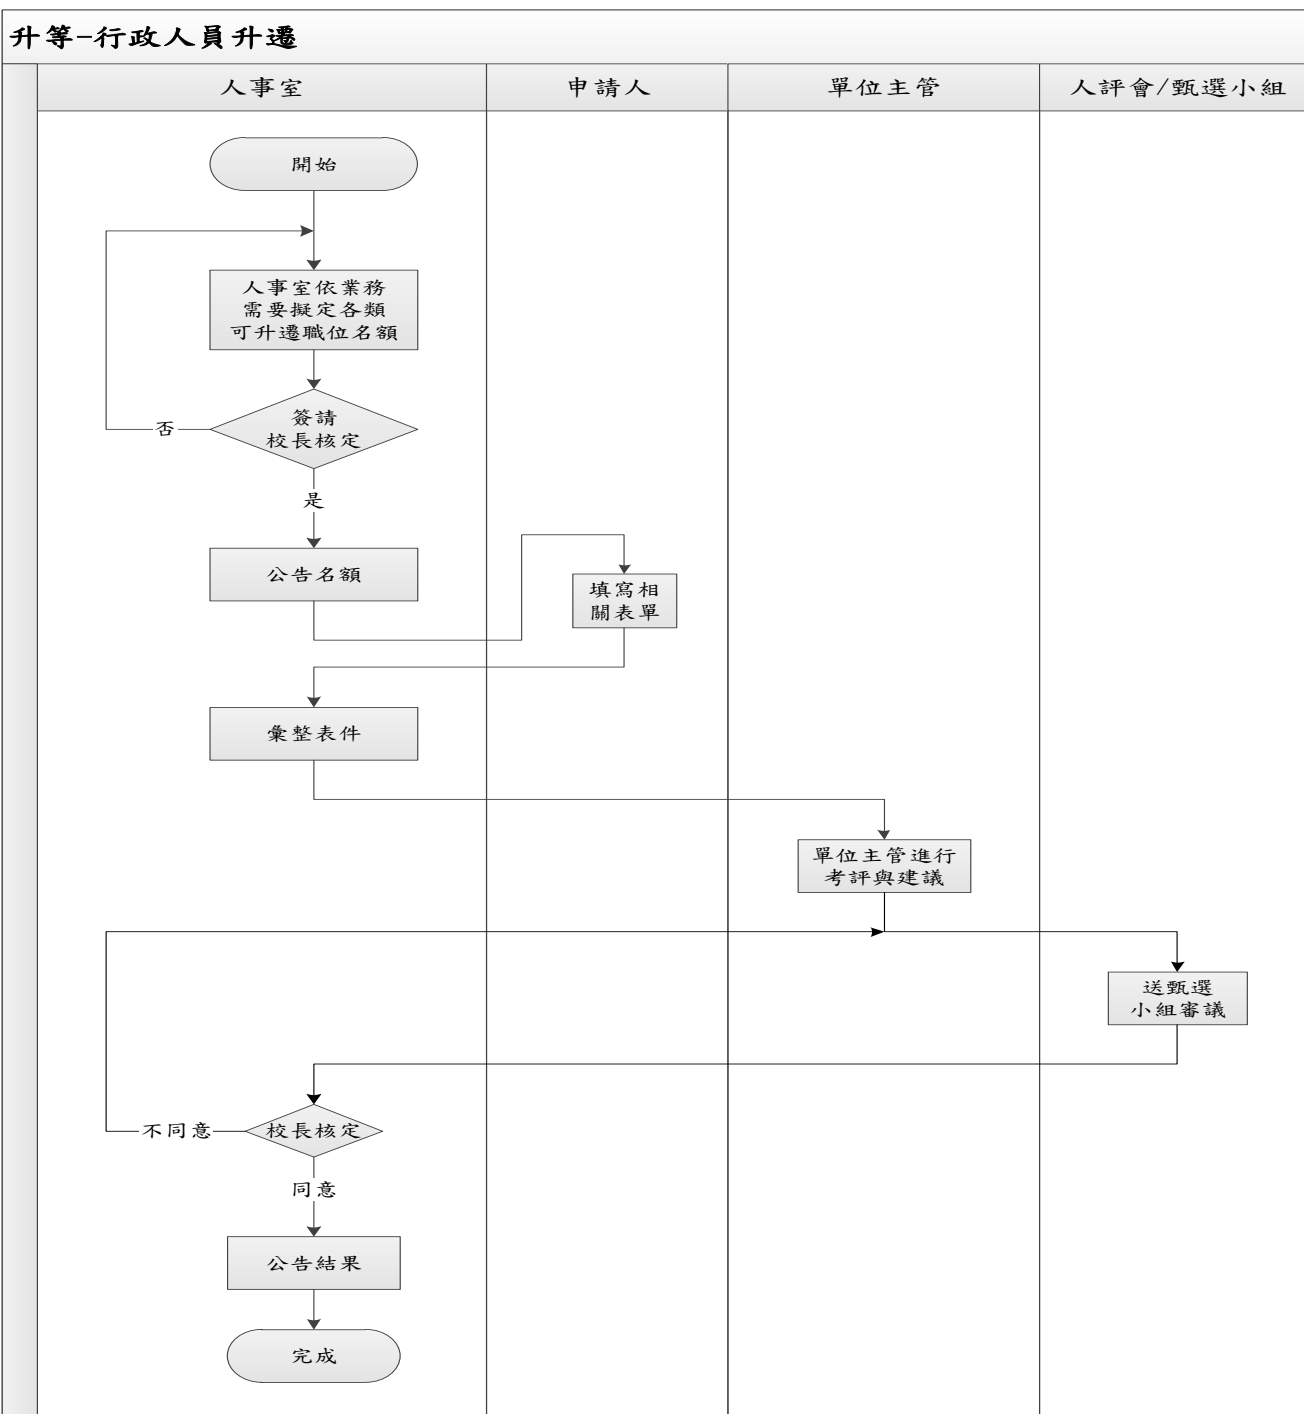 升等-行政人員升遷
人事室
申請人
單位主管
人評會/甄選小組
開始
人事室依業務
需要擬定各類
可升遷職位名額
簽請
校長核定
否
是
公告名額
填寫相
關表單
彙整表件
單位主管進行
考評與建議
送甄選
小組審議
校長核定
不同意
同意
公告結果
完成